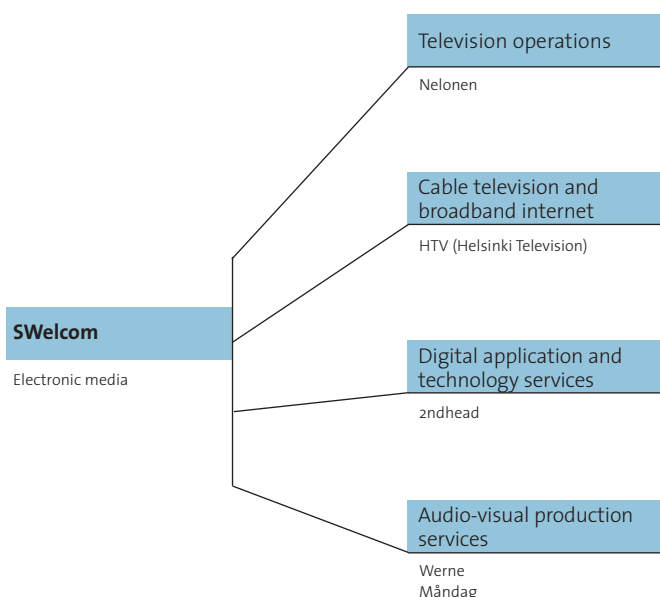 Television operations
Nelonen
Cable television and
broadband internet
HTV (Helsinki Television)
SWelcom
Electronic media
Digital application and
technology services
2ndhead
Audio-visual production
services
Werne
Måndag